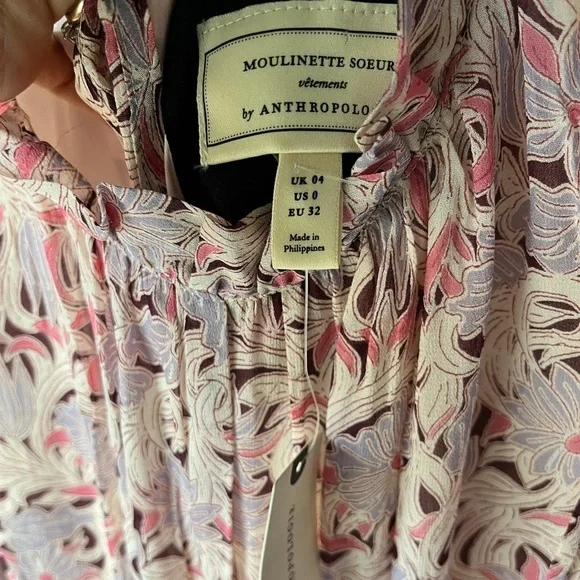 MOULINETTE SOEUR
vêtements
by ANTHROPOLO
UK 04
US 0
EU 32
Made in
Philippines